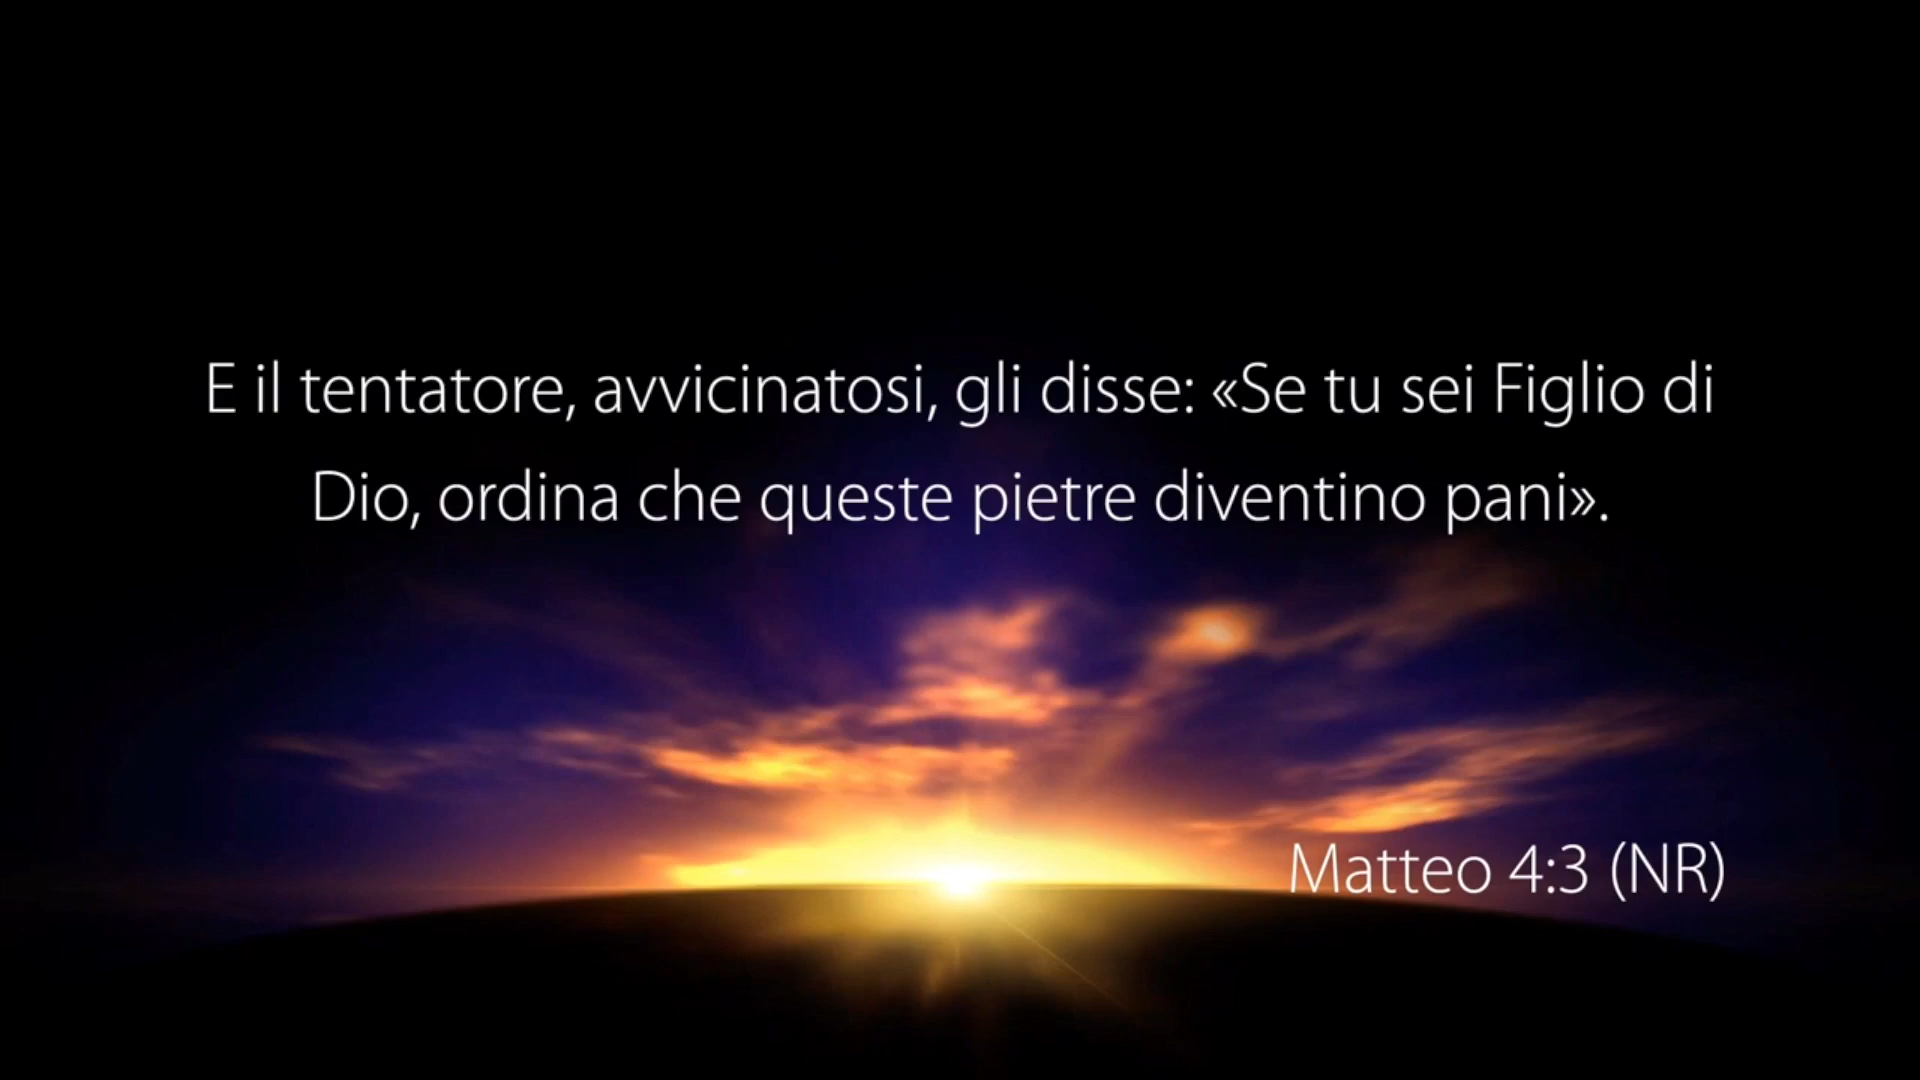 E il tentatore, avvicinatosi, gli disse: «Se tu sei Figlio di
Dio, ordina che queste pietre diventino pani».
Matteo 4:3 (NR)